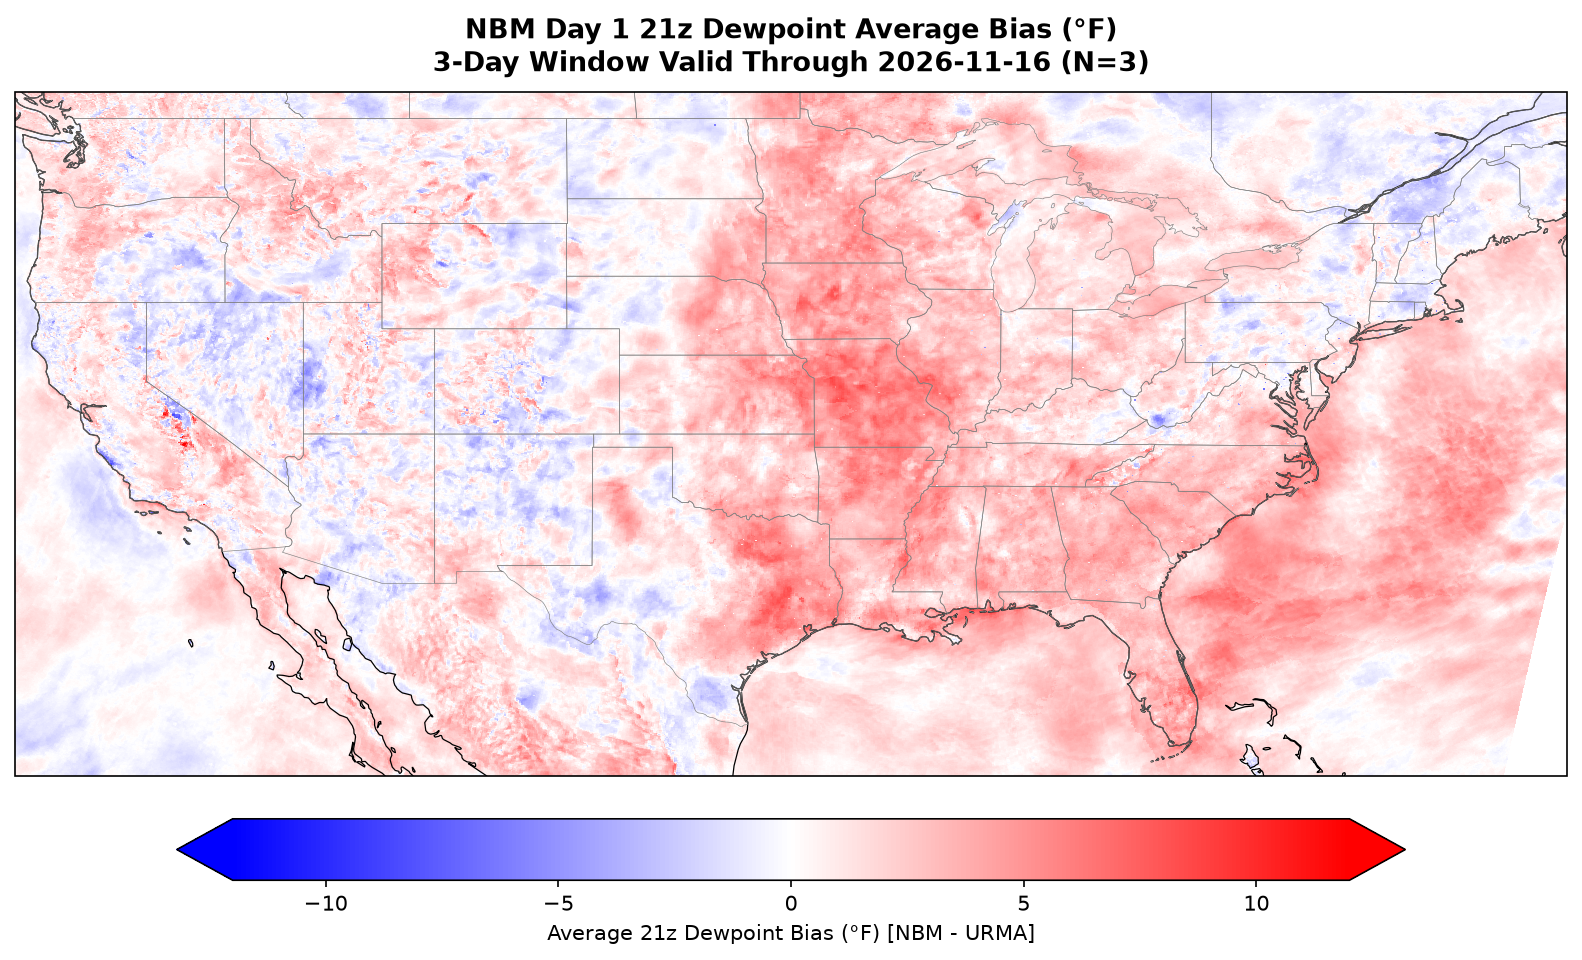 NBM Day 1 21z Dewpoint Average Bias (°F)
3-Day Window Valid Through 2026-11-16 (N=3)
−10
−5
0
5
10
Average 21z Dewpoint Bias (°F) [NBM - URMA]